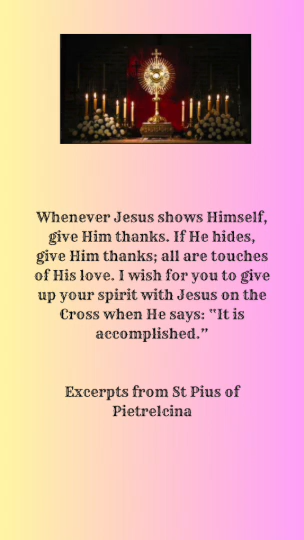 Whenever Jesus shows Himself,
give Him thanks. If He hides,
give Him thanks; all are touches
of His love. I wish for you to give
up your spirit with Jesus on the
Cross when He says: "It is
accomplished."
Excerpts from St Pius of
Pietrelcina